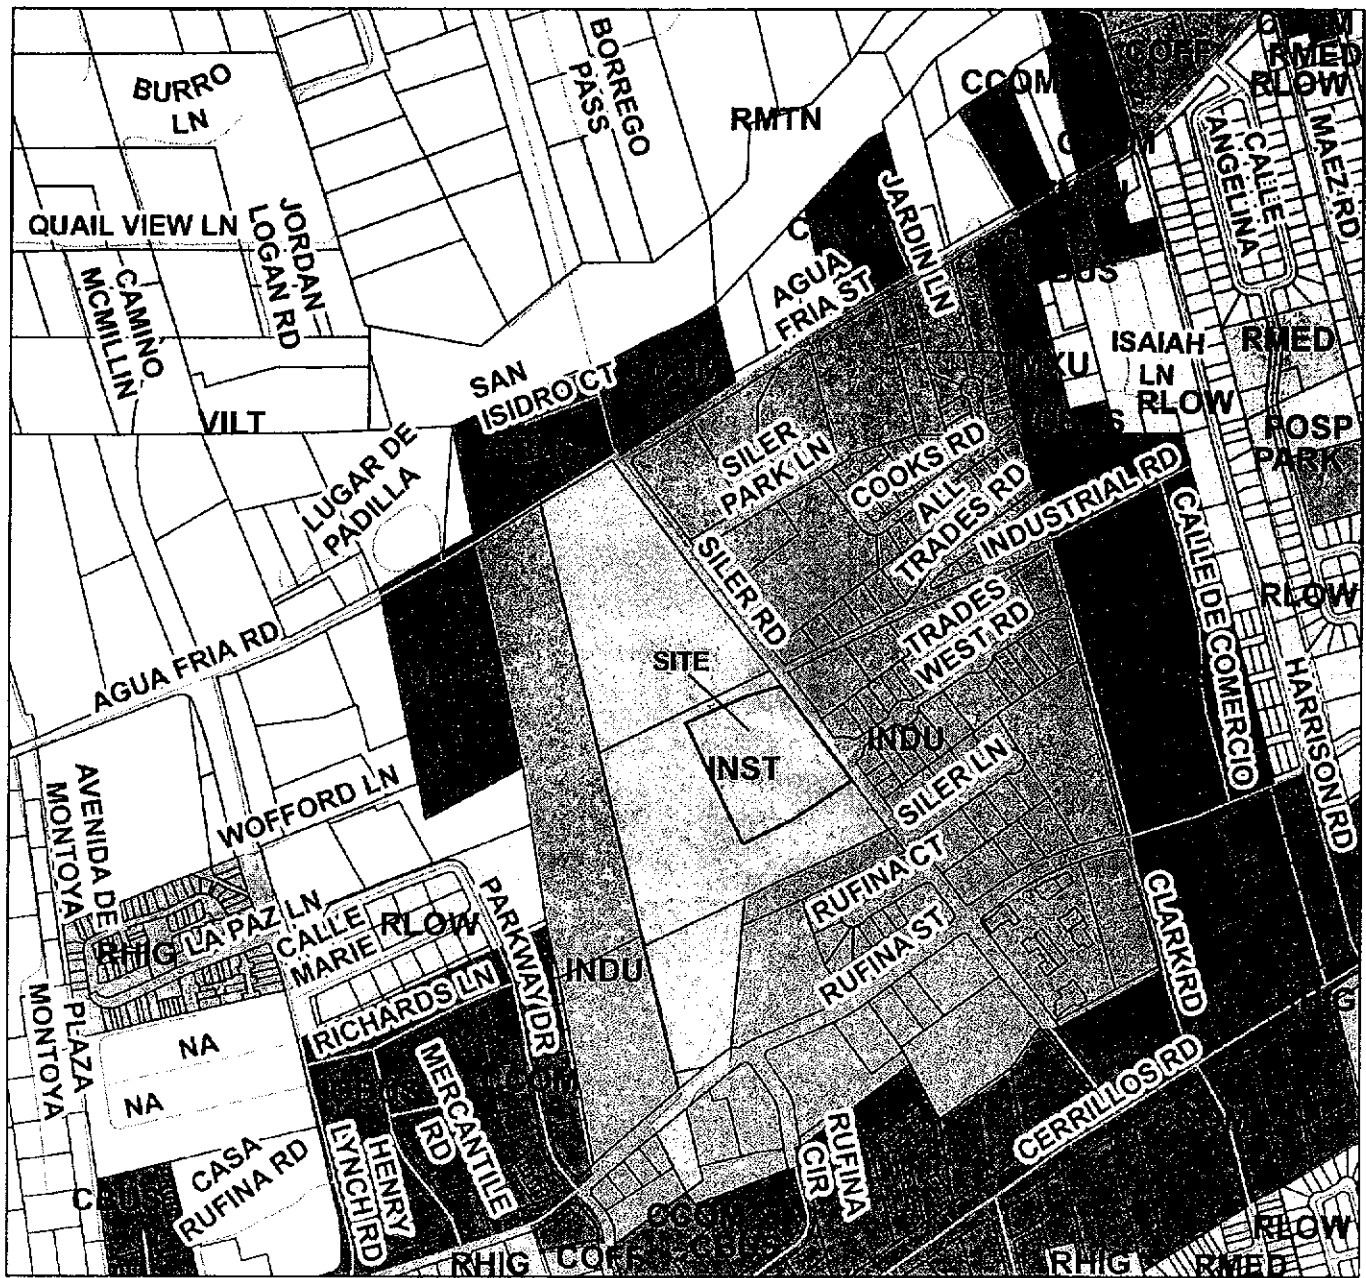 BURRO
LN
BORREGO
PASS
RMTN
CCOM
COFF
RMED
RLOW
CALLE
ANGELINA
MAEZ RD
QUAIL VIEW LN
JORDAN
LOGAN RD
CAMINO
MCMILLIN
JARDIN LN
AGUA
FRIA ST
ISAIAH
LN
RLOW
RMED
POSP
PARK
SAN
ISIDRO CT
VILT
LUGAR DE
PADILLA
SILER
PARK LN
COOKS RD
ALL
TRADES RD
INDUSTRIAL RD
CALLE DE COMERCIO
SILER RD
TRADES
WEST RD
RLOW
HARRISON RD
AGUA FRIA RD
SITE
INST
INDU
SILER LN
AVENIDA DE
MONTOYA
WOFFORD LN
RUFINA CT
RUFINA ST
CLARK RD
RHIG
LA PAZ LN
CALLE
MARIE
RLOW
PARKWAY DR
INDU
RICHARDS LN
PLAZA
MONTOYA
NA
NA
MERCANTILE
RD
HENRY
LYNCH RD
CASA
RUFINA RD
RUFINA
CIR
CERRILLOS RD
CCOM
CBUS
RHIG
COFF
RHIG
RLOW
RMED